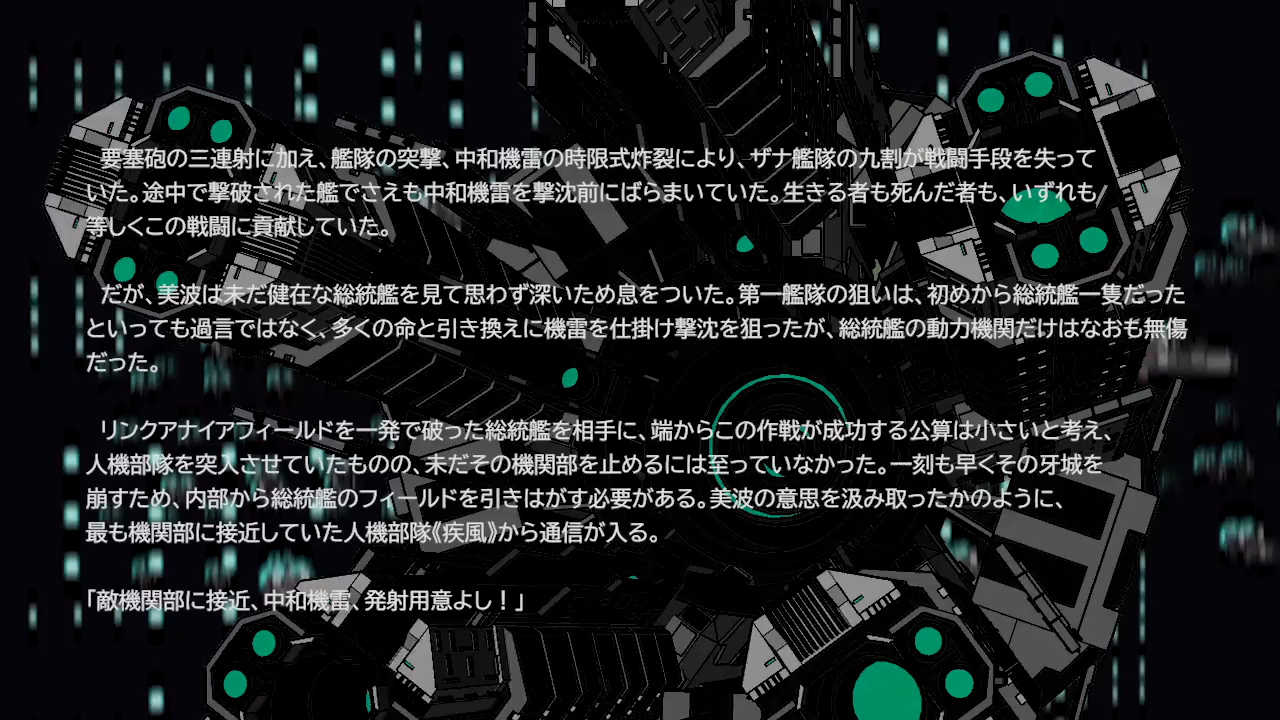 要塞砲の三連射に加え、艦隊の突撃、中和機雷の時限式炸裂により、ザナ艦隊の九割が戦闘手段を失って
いた。途中で撃破された艦でさえも中和機雷を撃沈前にばらまいていた。生きる者も死んだ者も、いずれも
等しくこの戦闘に貢献していた。
だが、美波は未だ健在な総統艦を見て思わず深いため息をついた。第一艦隊の狙いは、初めから総統艦一隻だった
といっても過言ではなく、多くの命と引き換えに機雷を仕掛け撃沈を狙ったが、総統艦の動力機関だけはなおも無傷
だった。
リンクアナイアフィールドを一発で破った総統艦を相手に、端からこの作戦が成功する公算は小さいと考え、
人機部隊を突入させていたものの、未だその機関部を止めるには至っていなかった。一刻も早くその牙城を
崩すため、内部から総統艦のフィールドを引きはがす必要がある。美波の意思を汲み取ったかのように、
最も機関部に接近していた人機部隊《疾風》から通信が入る。
「敵機関部に接近、中和機雷、発射用意よし！」